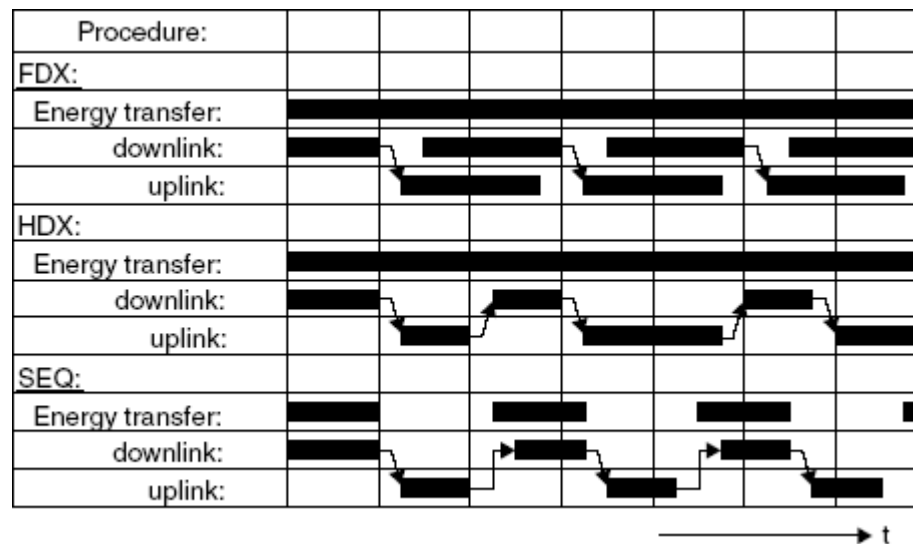 Procedure:
FDX:
Energy transfer:
downlink:
uplink:
HDX:
Energy transfer:
downlink:
uplink:
SEQ:
Energy transfer:
downlink:
uplink:
t